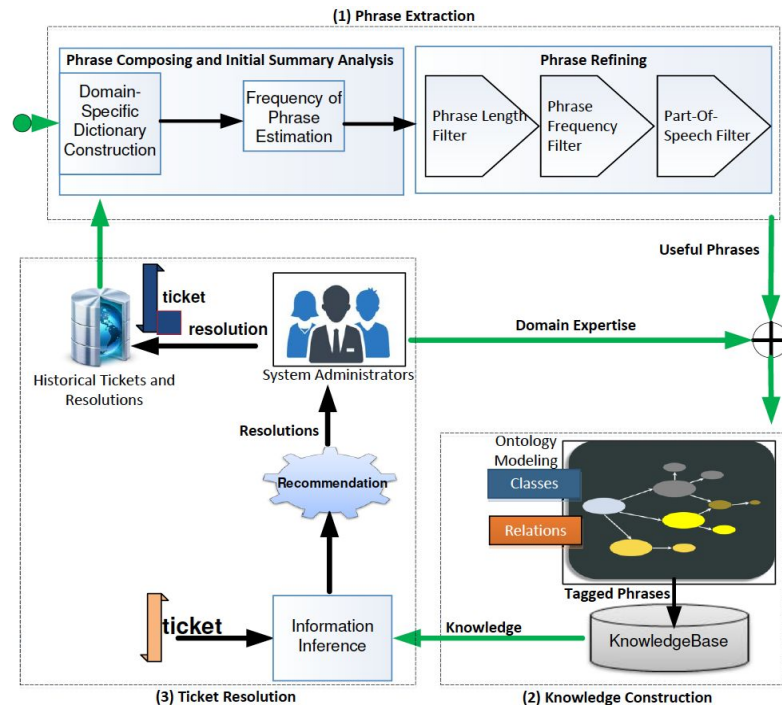 (1) Phrase Extraction
Phrase Composing and Initial Summary Analysis
Domain-
Specific
Dictionary
Construction
Frequency of
Phrase
Estimation
Phrase Refining
Phrase Length
Filter
Phrase
Frequency
Filter
Part-Of-
Speech Filter
Useful Phrases
ticket
resolution
Historical Tickets and
Resolutions
System Administrators
Domain Expertise
Resolutions
Recommendation
ticket
Information
Inference
Knowledge
(3) Ticket Resolution
Ontology
Modeling
Classes
Relations
Tagged Phrases
KnowledgeBase
(2) Knowledge Construction